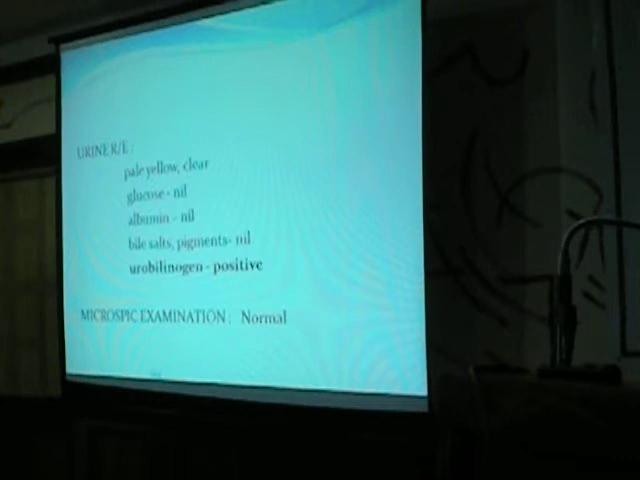 URINE R/E :
pale yellow, clear
glucose - nil
albumin - nil
bile salts, pigments- nil
urobilinogen - positive
MICROSPIC EXAMINATION : Normal